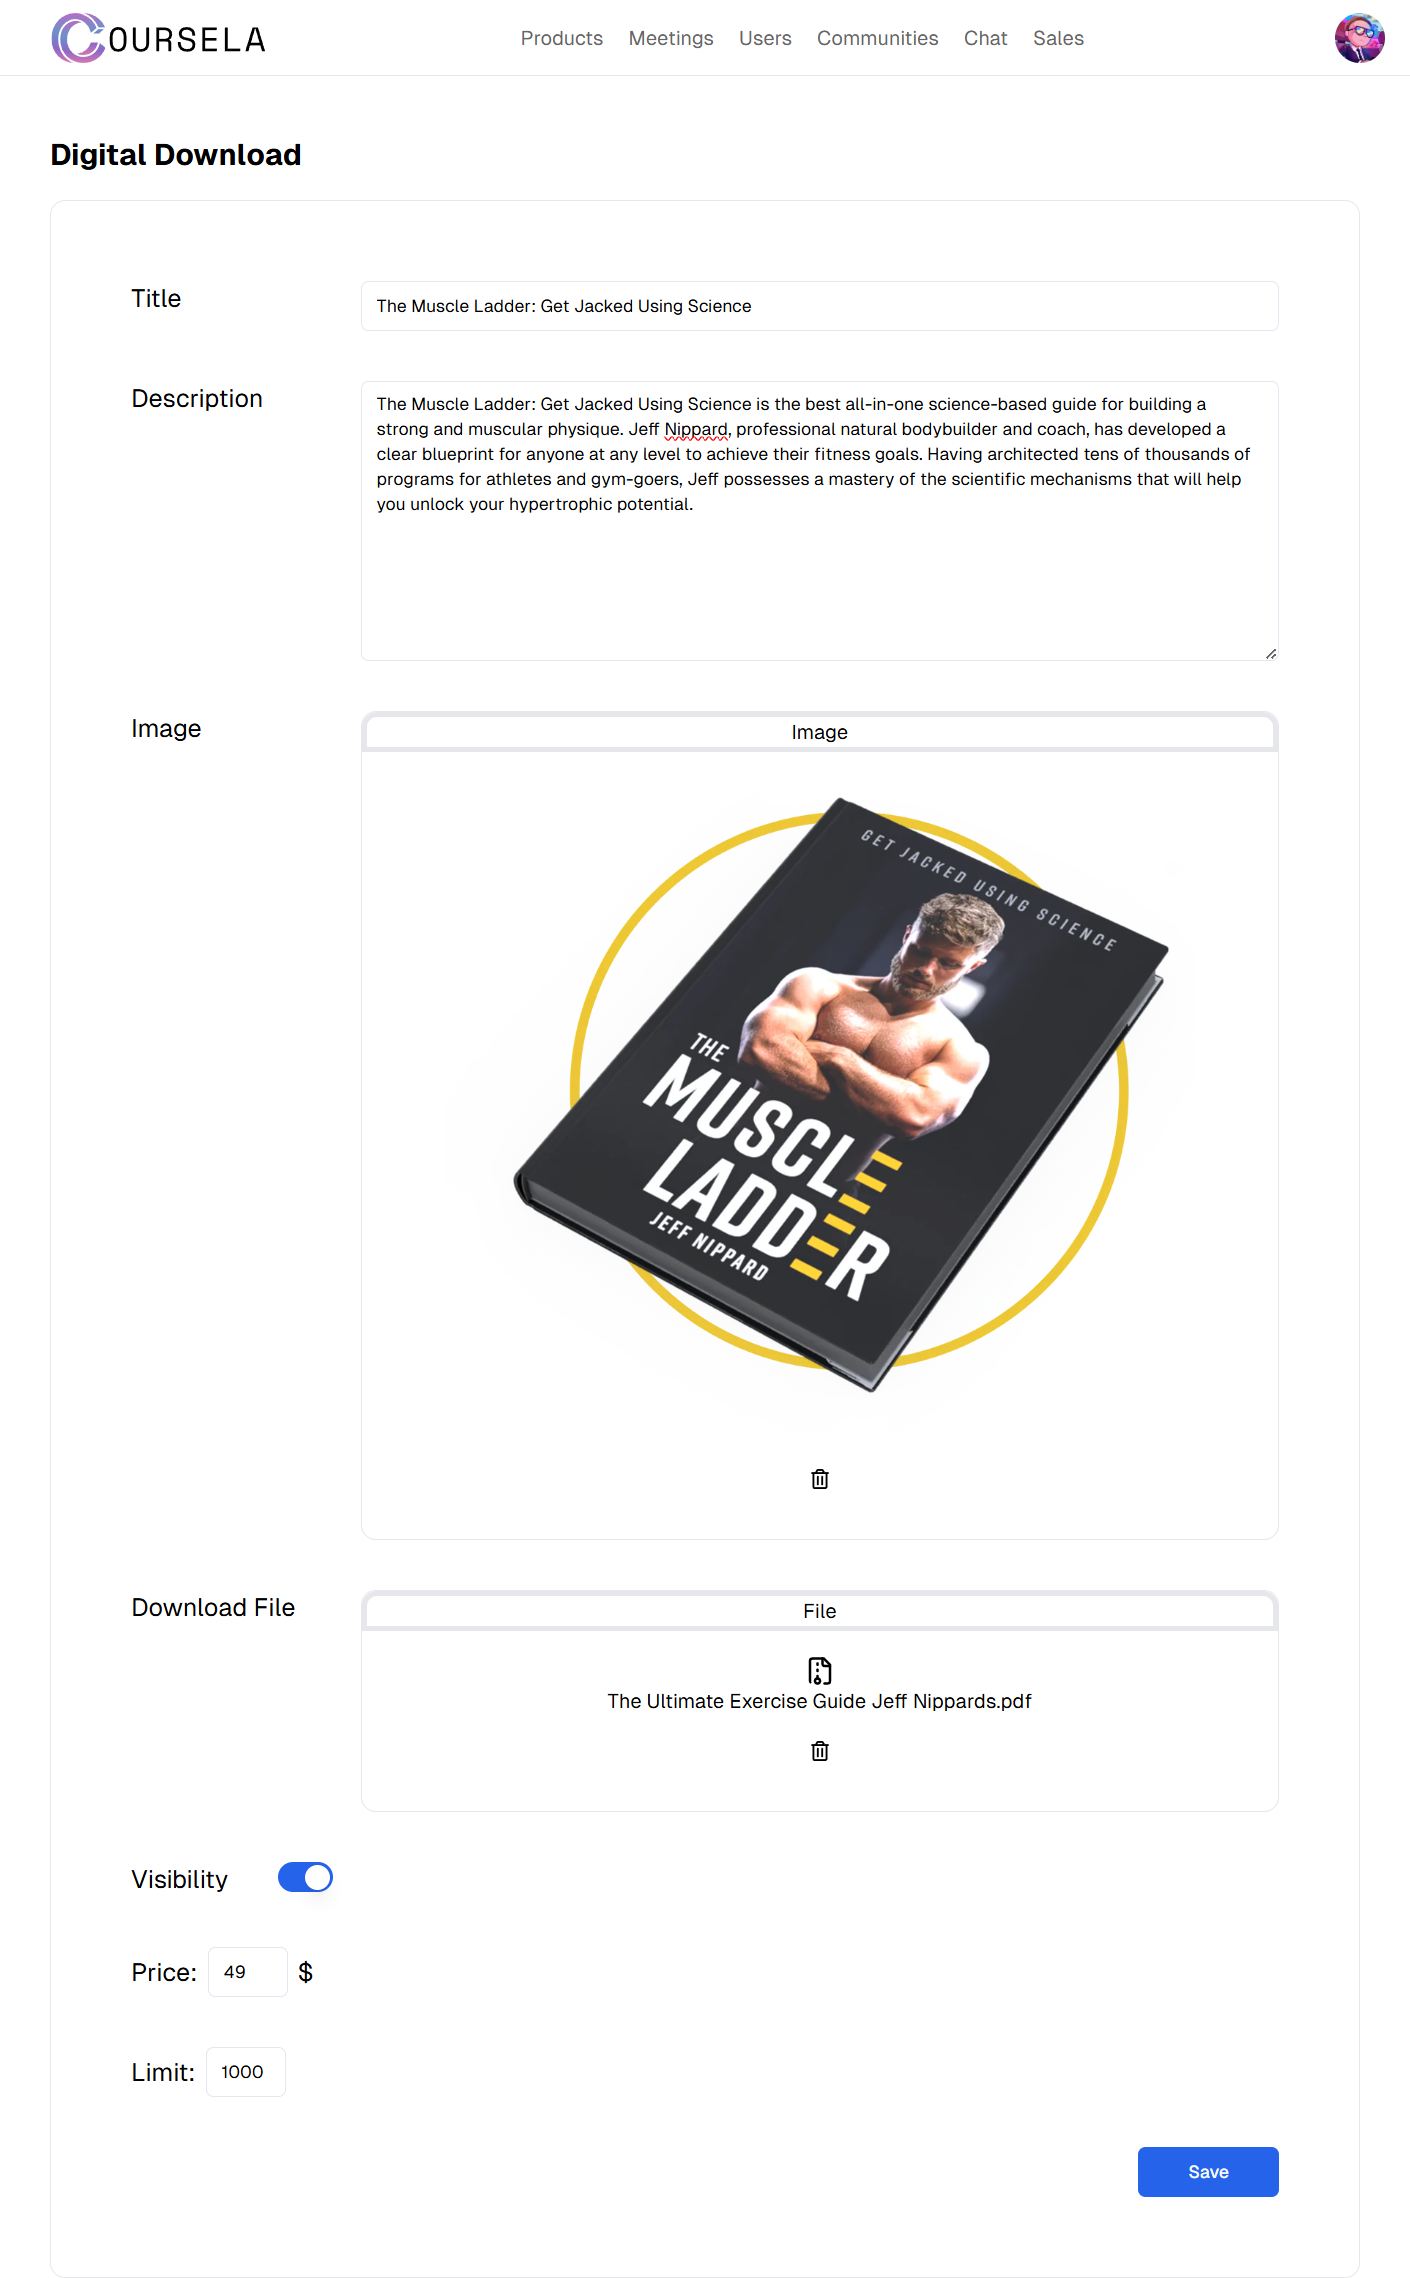 COURSELA
Products Meetings Users Communities Chat Sales
Digital Download
Title
The Muscle Ladder: Get Jacked Using Science
Description
The Muscle Ladder: Get Jacked Using Science is the best all-in-one science-based guide for building a
strong and muscular physique. Jeff Nippard, professional natural bodybuilder and coach, has developed a
clear blueprint for anyone at any level to achieve their fitness goals. Having architected tens of thousands of
programs for athletes and gym-goers, Jeff possesses a mastery of the scientific mechanisms that will help
you unlock your hypertrophic potential.
Image
Image
GET JACKED USING SCIENCE
THE
MUSCLE
LADDER
JEFF NIPPARD
Download File
File
The Ultimate Exercise Guide Jeff Nippards.pdf
Visibility
Price: 49 $
Limit: 1000
Save